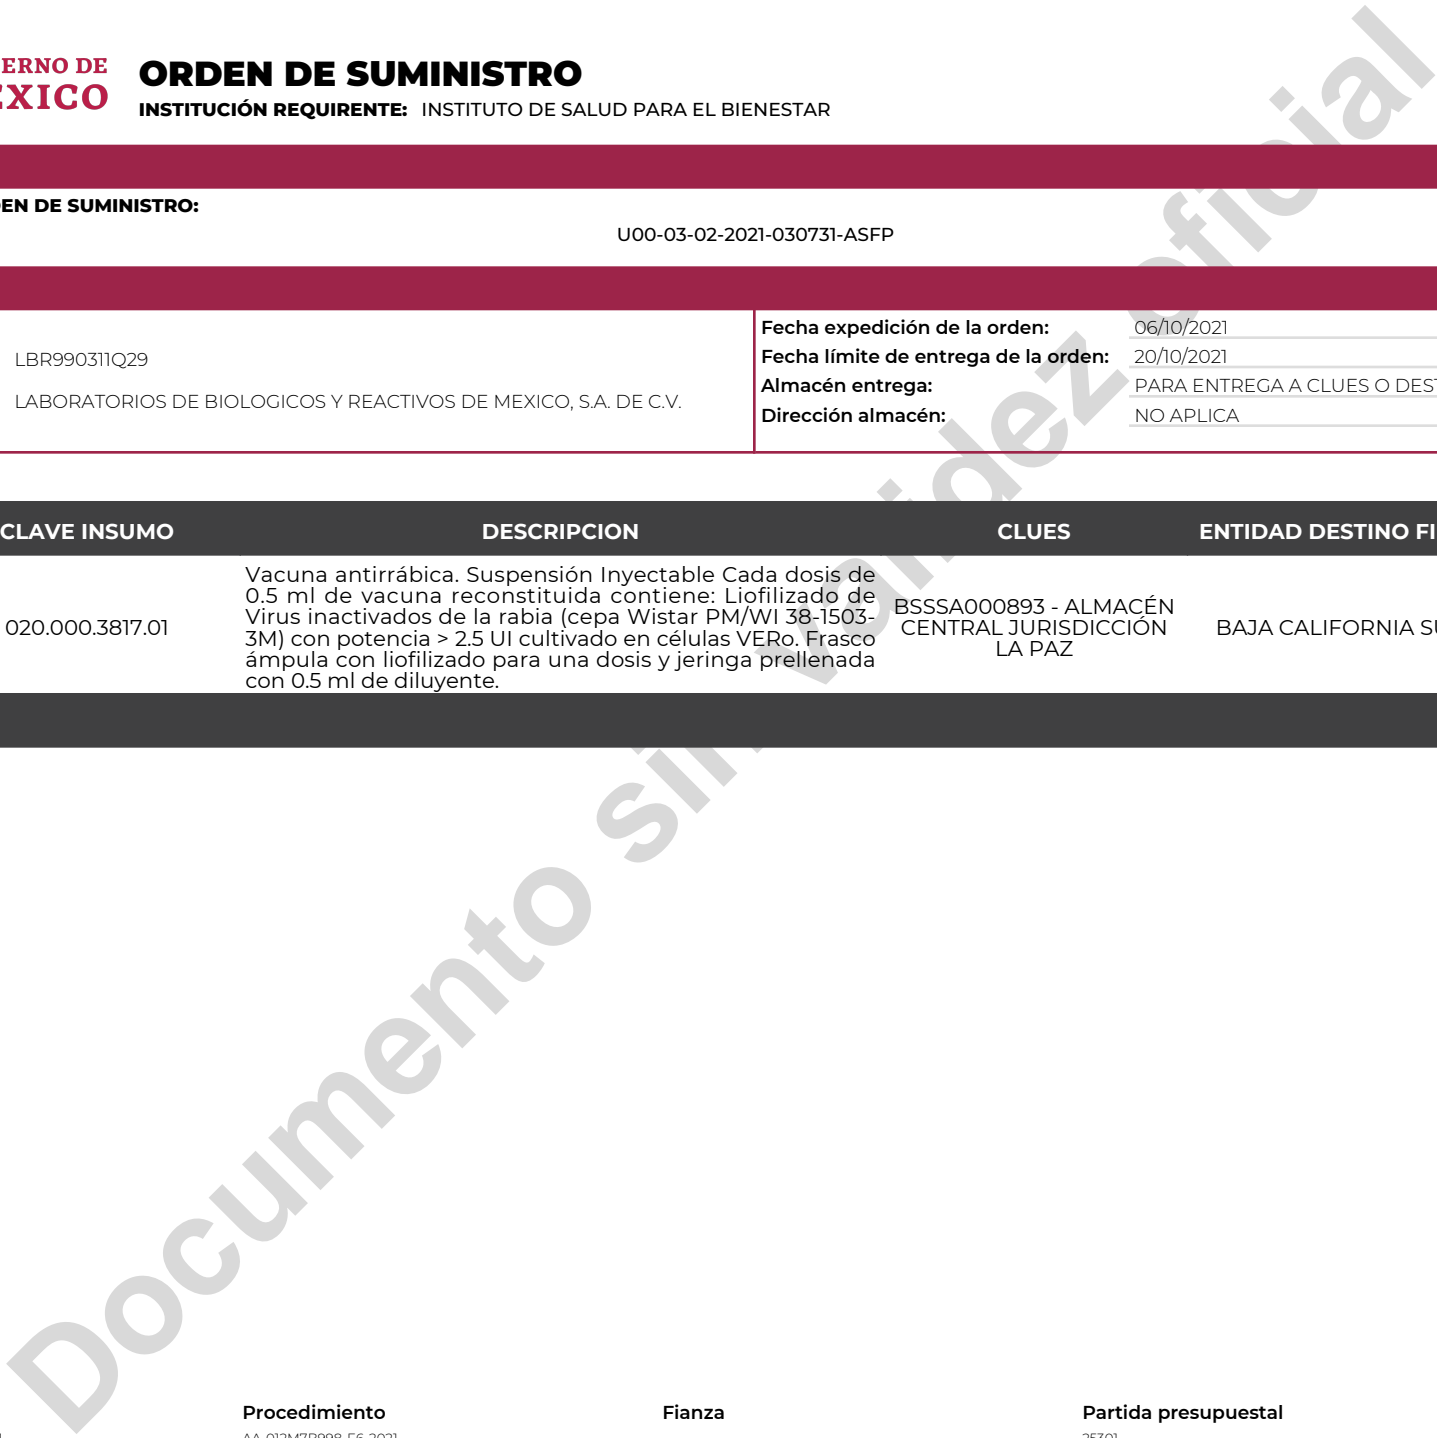 ERNO DE
ORDEN DE SUMINISTRO
INSTITUCIÓN REQUIRENTE: INSTITUTO DE SALUD PARA EL BIENESTAR
EN DE SUMINISTRO:
U00-03-02-2021-030731-ASFP
LBR990311Q29
LABORATORIOS DE BIOLOGICOS Y REACTIVOS DE MEXICO, S.A. DE C.V.
Fecha expedición de la orden: 06/10/2021
Fecha límite de entrega de la orden: 20/10/2021
Almacén entrega: PARA ENTREGA A CLUES O DEST
Dirección almacén: NO APLICA
CLAVE INSUMO DESCRIPCION CLUES ENTIDAD DESTINO FI
020.000.3817.01
Vacuna antirrábica. Suspensión Inyectable Cada dosis de
0.5 ml de vacuna reconstituida contiene: Liofilizado de
Virus inactivados de la rabia (cepa Wistar PM/WI 38-1503-
3M) con potencia > 2.5 UI cultivado en células VERo. Frasco
ámpula con liofilizado para una dosis y jeringa prellenada
con 0.5 ml de diluyente.
BSSSA000893 - ALMACÉN
CENTRAL JURISDICCIÓN
LA PAZ
BAJA CALIFORNIA SU
Documento sin validez oficial
Procedimiento Fianza Partida presupuestal